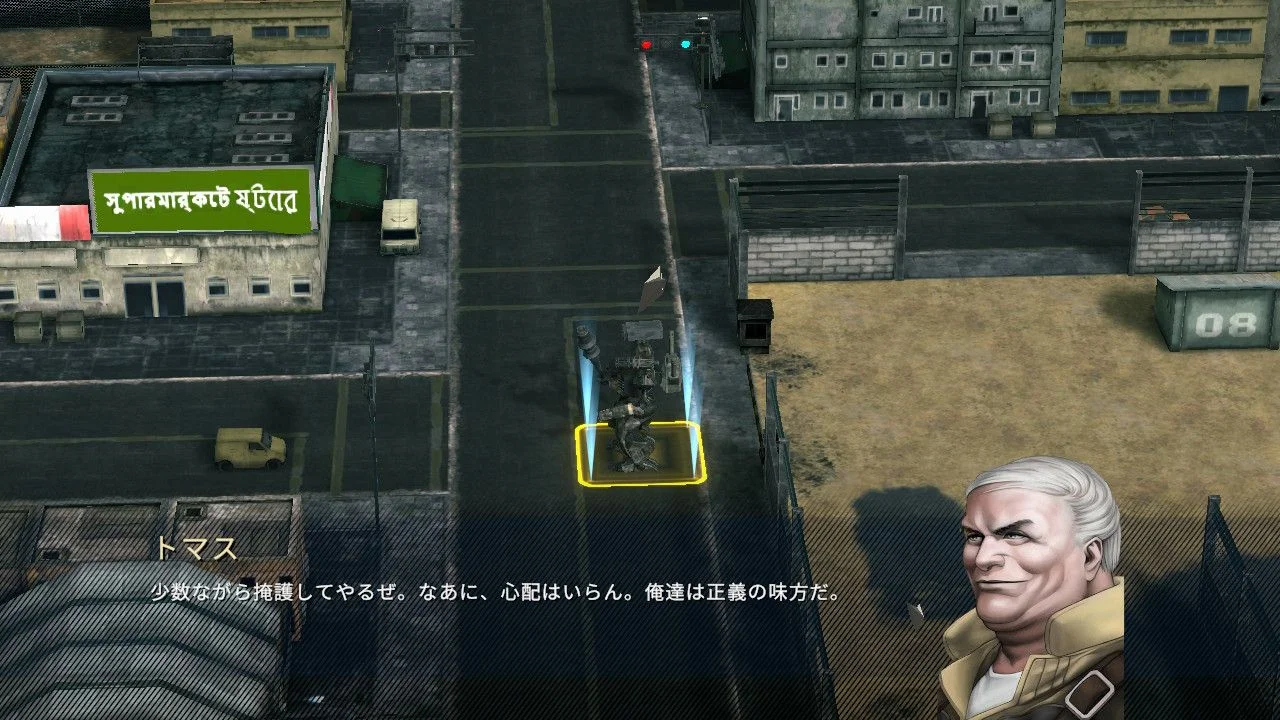 সুপারমার্কটে ষ্টোর
08
トマス
少数ながら掩護してやるぜ。なあに、心配はいらん。俺達は正義の味方だ。